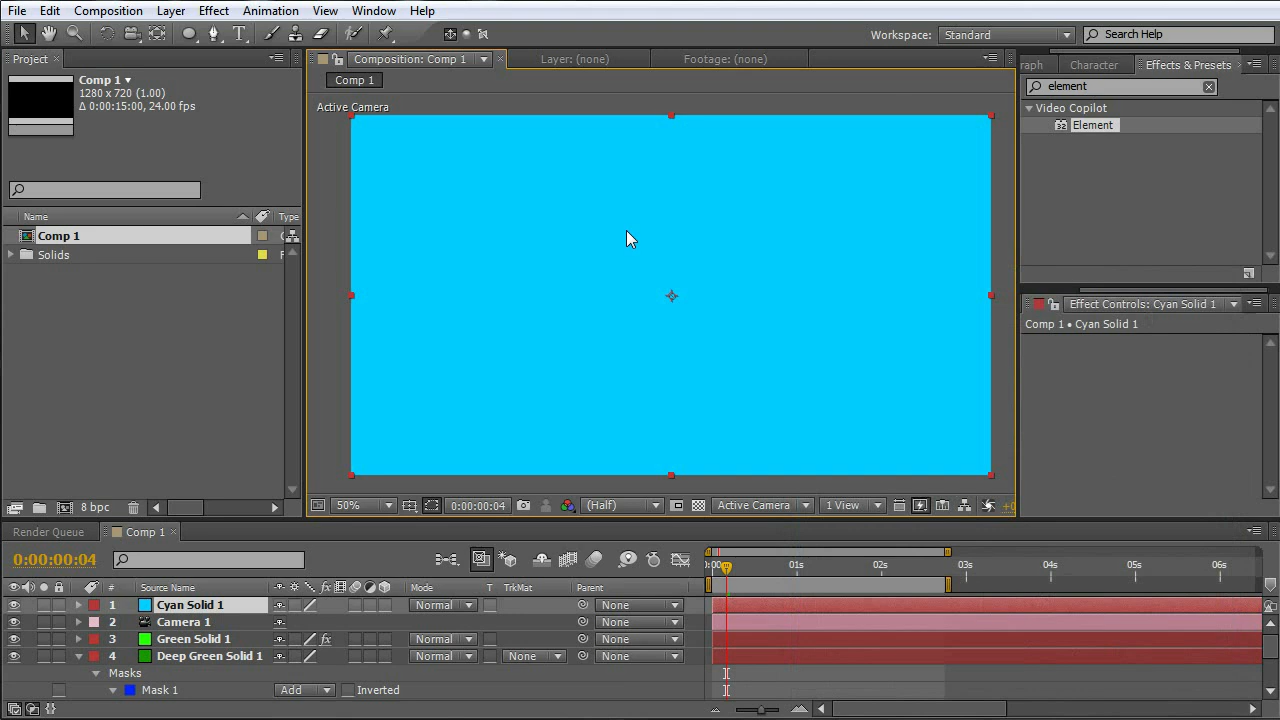 File Edit Composition Layer Effect Animation View Window Help
Workspace: Standard Search Help
Project
Composition: Comp 1
Layer: (none)
Footage: (none)
raph Character Effects & Presets
Comp 1
1280 x 720 (1.00)
Δ 0:00:15:00, 24.00 fps
Comp 1
element
Active Camera
Video Copilot
32 Element
Name Type
Comp 1 C
Solids F
Effect Controls: Cyan Solid 1
Comp 1 • Cyan Solid 1
8 bpc
50% 0:00:00:04 (Half) Active Camera 1 View +0
Render Queue Comp 1
0:00:00:04
):00 01s 02s 03s 04s 05s 06s
# Source Name Mode T TrkMat Parent
1 Cyan Solid 1 Normal None
2 Camera 1 None
3 Green Solid 1 fx Normal None
4 Deep Green Solid 1 Normal None None
Masks
Mask 1 Add Inverted